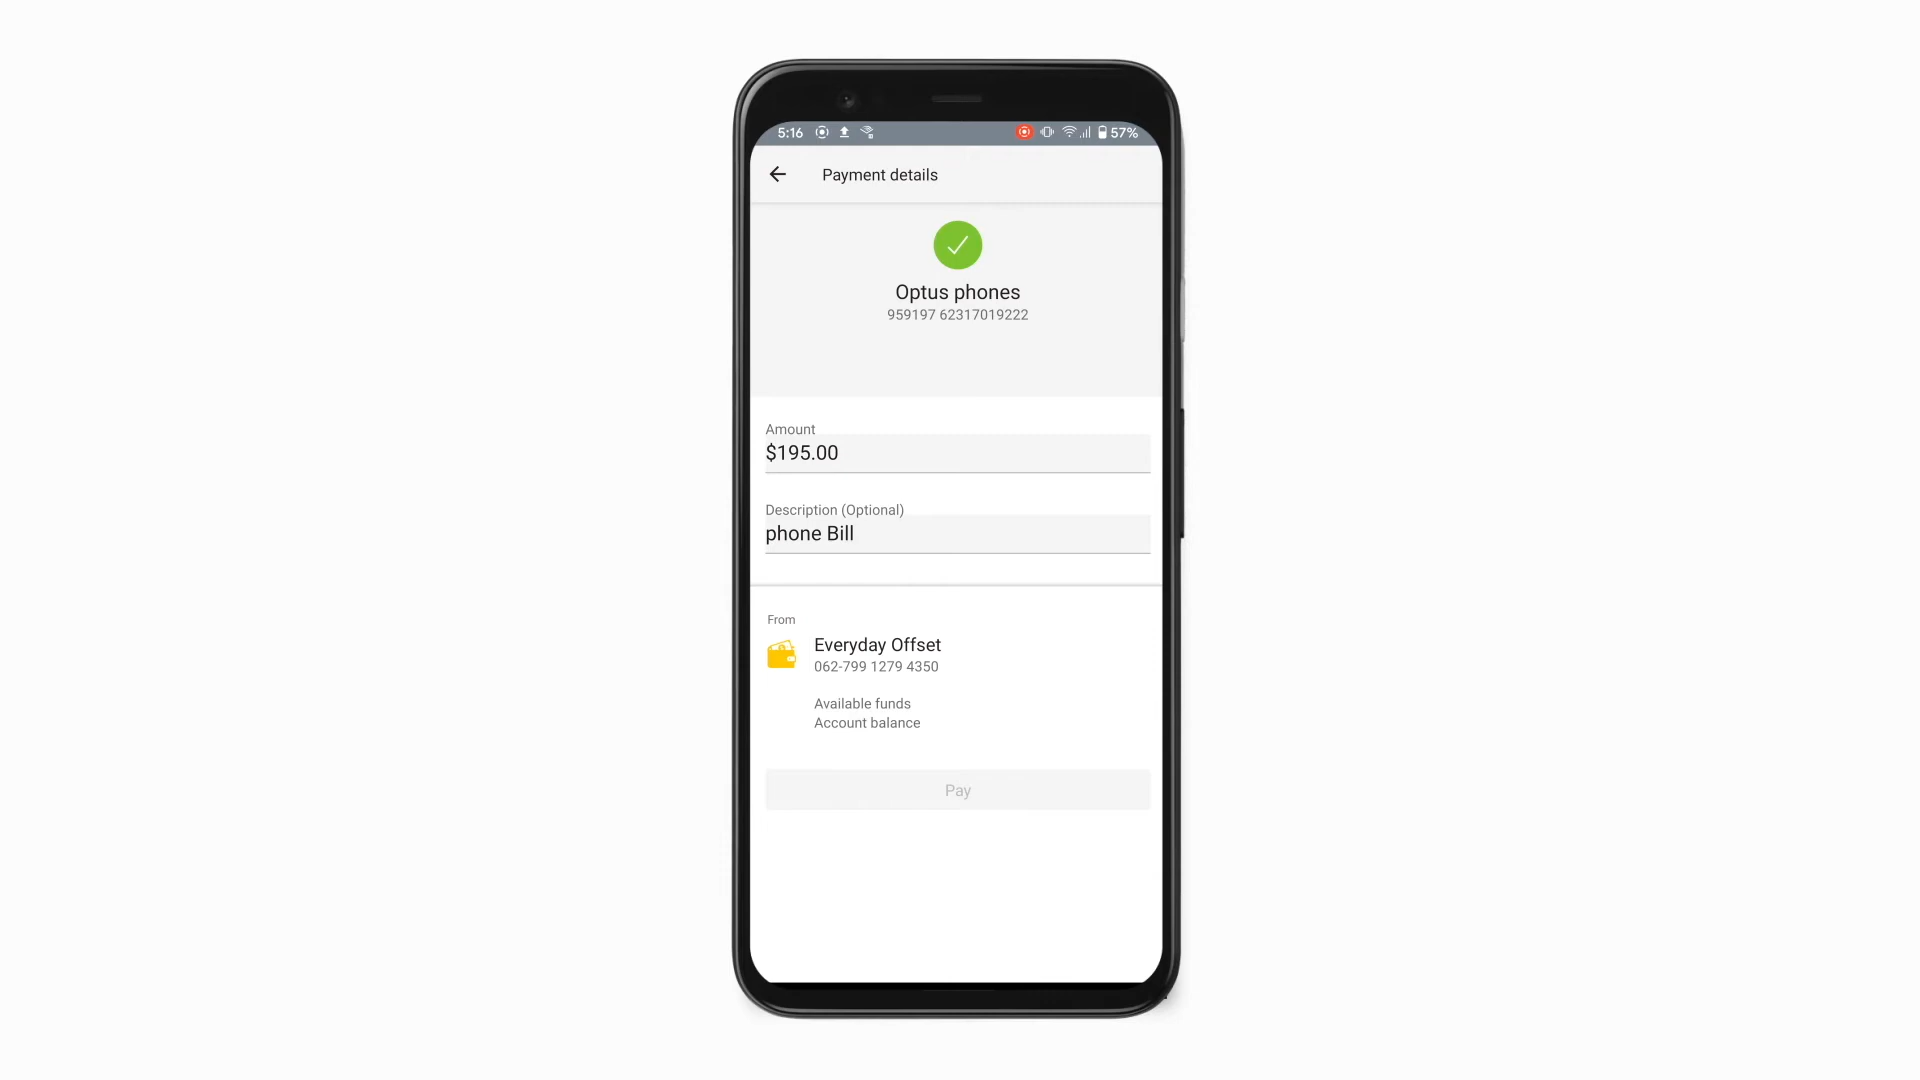 5:16 57%
Payment details
Optus phones
959197 62317019222
Amount
$195.00
Description (Optional)
phone Bill
From
Everyday Offset
062-799 1279 4350
Available funds
Account balance
Pay